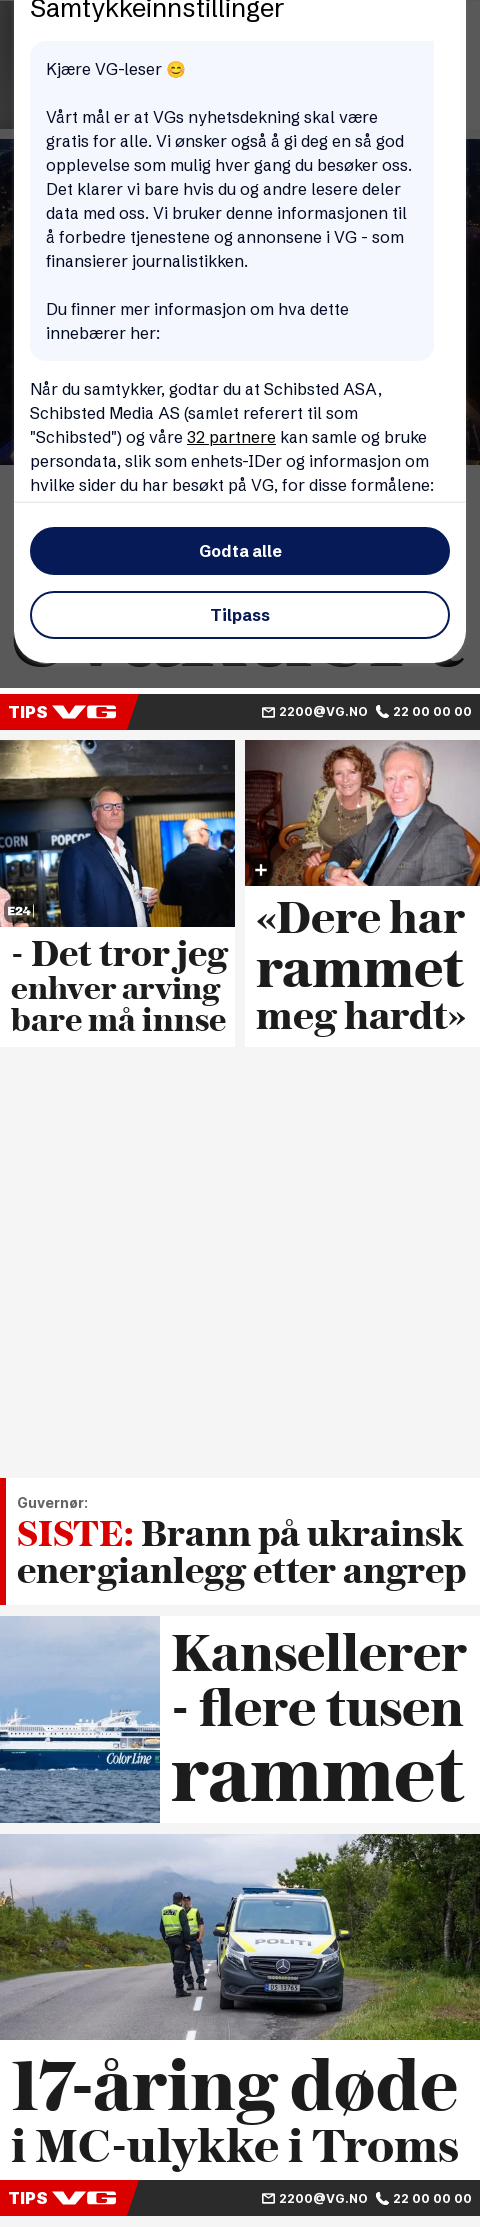 Samtykkeinnstillinger
Kjære VG-leser 😊
Vårt mål er at VGs nyhetsdekning skal være
gratis for alle. Vi ønsker også å gi deg en så god
opplevelse som mulig hver gang du besøker oss.
Det klarer vi bare hvis du og andre lesere deler
data med oss. Vi bruker denne informasjonen til
å forbedre tjenestene og annonsene i VG - som
finansierer journalistikken.
Du finner mer informasjon om hva dette
innebærer her:
Når du samtykker, godtar du at Schibsted ASA,
Schibsted Media AS (samlet referert til som
"Schibsted") og våre 32 partnere kan samle og bruke
persondata, slik som enhets-IDer og informasjon om
hvilke sider du har besøkt på VG, for disse formålene:
Godta alle
Tilpass
TIPS VG 2200@VG.NO 22 00 00 00
CORN POPCO
E24
- Det tror jeg
enhver arving
bare må innse
«Dere har
rammet
meg hardt»
Guvernør:
SISTE: Brann på ukrainsk
energianlegg etter angrep
Color Line
Kansellerer
- flere tusen
rammet
POLITI
POLITI
DS 13765
17-åring døde
i MC-ulykke i Troms
TIPS VG 2200@VG.NO 22 00 00 00